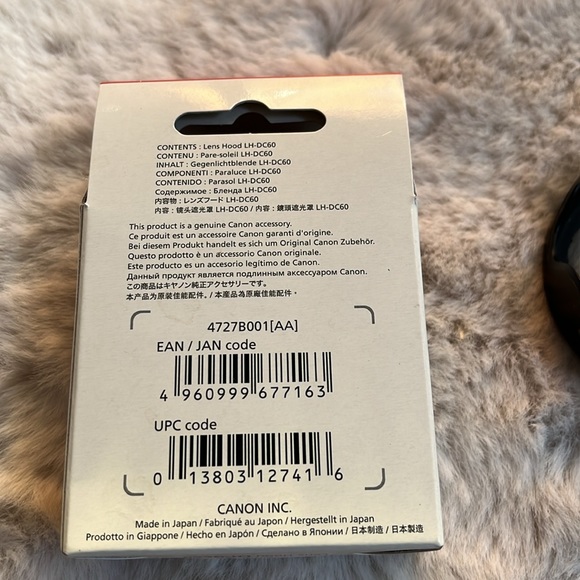 CONTENTS : Lens Hood LH-DC60
CONTENU : Pare-soleil LH-DC60
INHALT : Gegenlichtblende LH-DC60
COMPONENTI : Paraluce LH-DC60
CONTENIDO : Parasol LH-DC60
Содержимое : Бленда LH-DC60
内容物 : レンズフード LH-DC60
内容 : 镜头遮光罩 LH-DC60 / 內容 : 鏡頭遮光罩 LH-DC60
This product is a genuine Canon accessory.
Ce produit est un accessoire Canon garanti d'origine.
Bei diesem Produkt handelt es sich um Original Canon Zubehör.
Questo prodotto è un accessorio Canon originale.
Este producto es un accesorio legítimo de Canon.
Данный продукт является подлинным аксессуаром Canon.
この商品はキヤノン純正アクセサリーです。
本产品为原装佳能配件。/ 本產品為原廠佳能配件。
4727B001[AA]
EAN / JAN code
4 960999 677163
UPC code
0 13803 12741 6
CANON INC.
Made in Japan / Fabriqué au Japon / Hergestellt in Japan
Prodotto in Giappone / Hecho en Japón / Сделано в Японии / 日本制造 / 日本製造